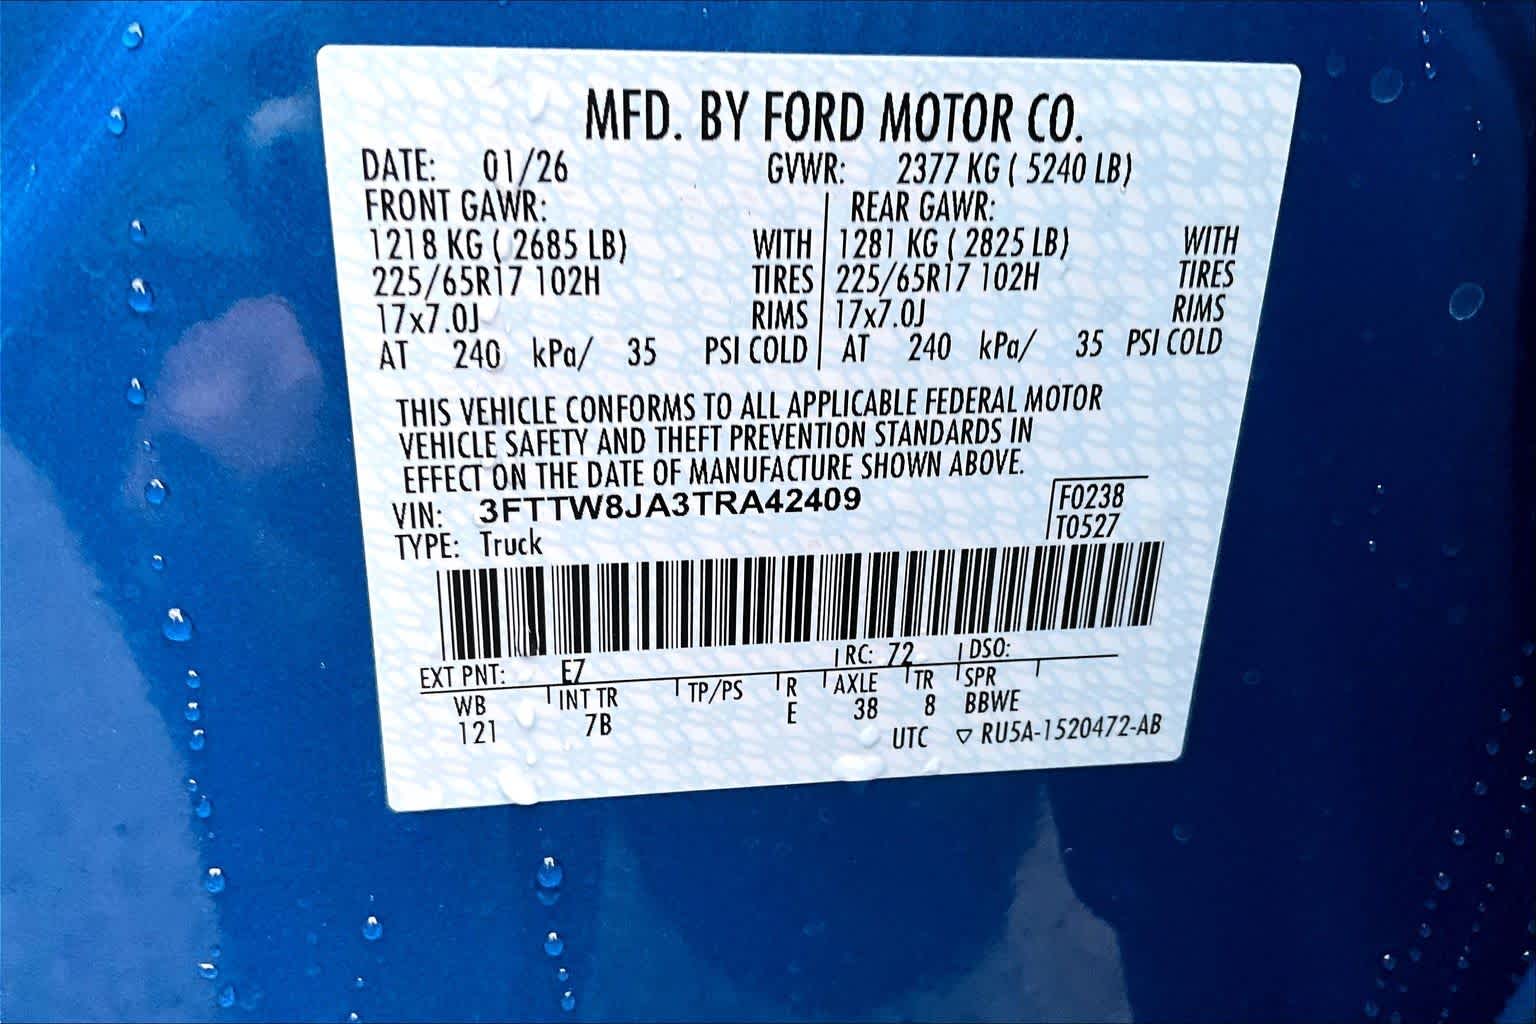 MFD. BY FORD MOTOR CO.
DATE: 01/26 GVWR: 2377 KG ( 5240 LB)
FRONT GAWR: REAR GAWR:
1218 KG ( 2685 LB) WITH 1281 KG ( 2825 LB) WITH
225/65R17 102H TIRES 225/65R17 102H TIRES
17x7.0J RIMS 17x7.0J RIMS
AT 240 kPa/ 35 PSI COLD AT 240 kPa/ 35 PSI COLD
THIS VEHICLE CONFORMS TO ALL APPLICABLE FEDERAL MOTOR
VEHICLE SAFETY AND THEFT PREVENTION STANDARDS IN
EFFECT ON THE DATE OF MANUFACTURE SHOWN ABOVE.
VIN: 3FTTW8JA3TRA42409 F0238
TYPE: Truck T0527
EXT PNT: E7 RC: 72 DSO:
WB INT TR TP/PS R AXLE TR SPR
121 7B E 38 8 BBWE
UTC ▽ RU5A-1520472-AB